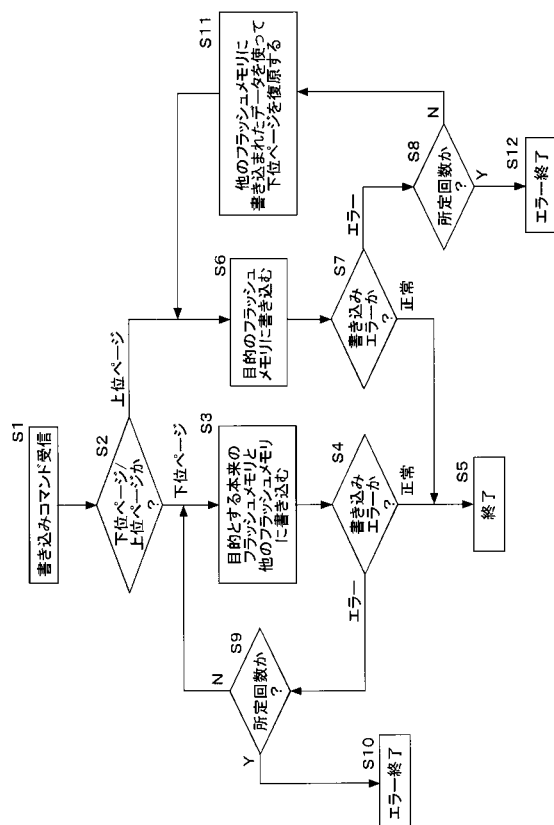 S1
書き込みコマンド受信
S2
下位ページ/
上位ページか
?
上位ページ
下位ページ
S3
目的とする本来の
フラッシュメモリと
他のフラッシュメモリ
に書き込む
S4
書き込み
エラーか
?
エラー
正常
S5
終了
S6
目的のフラッシュ
メモリに書き込む
S7
書き込み
エラーか
?
エラー
正常
S8
所定回数か
?
N
Y
S9
所定回数か
?
N
Y
S10
エラー終了
S11
他のフラッシュメモリに
書き込まれたデータを使って
下位ページを復原する
S12
エラー終了